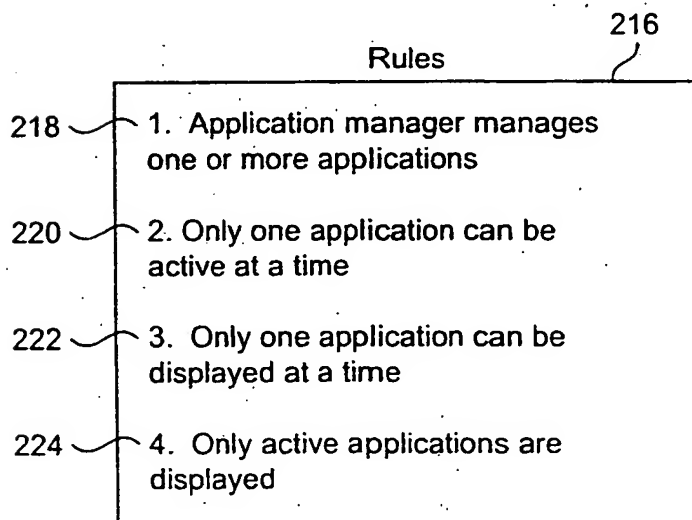 216
Rules
218 1. Application manager manages
one or more applications
220 2. Only one application can be
active at a time
222 3. Only one application can be
displayed at a time
224 4. Only active applications are
displayed